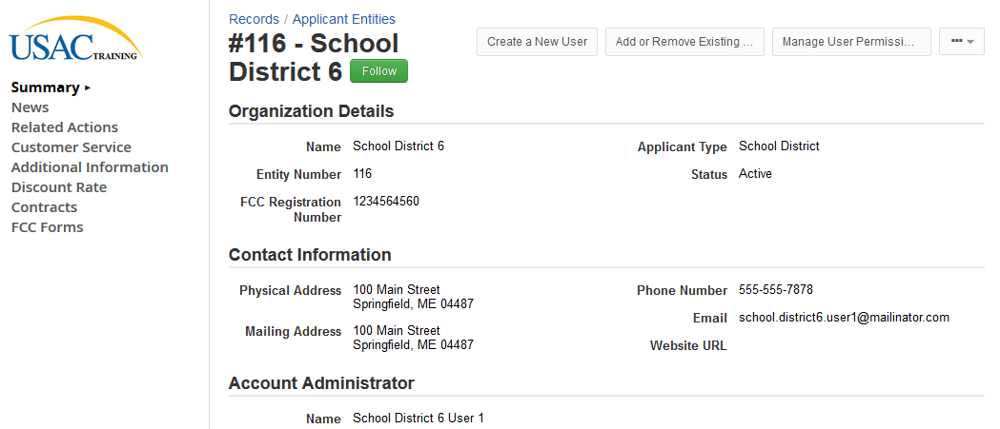 USAC TRAINING
Summary ▸
News
Related Actions
Customer Service
Additional Information
Discount Rate
Contracts
FCC Forms
Records / Applicant Entities
#116 - School
District 6 Follow
Create a New User Add or Remove Existing ... Manage User Permissi... ...
Organization Details
Name School District 6 Applicant Type School District
Entity Number 116 Status Active
FCC Registration 1234564560
Number
Contact Information
Physical Address 100 Main Street Phone Number 555-555-7878
Springfield, ME 04487
Email school.district6.user1@mailinator.com
Mailing Address 100 Main Street
Springfield, ME 04487
Website URL
Account Administrator
Name School District 6 User 1